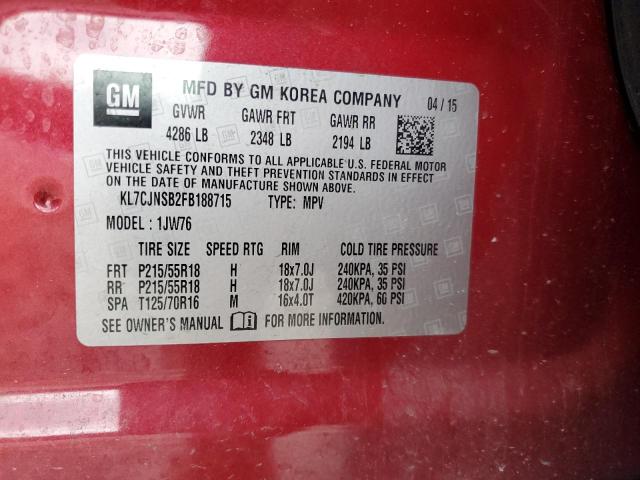 GM
MFD BY GM KOREA COMPANY 04 / 15
GVWR GAWR FRT GAWR RR
4286 LB 2348 LB 2194 LB
THIS VEHICLE CONFORMS TO ALL APPLICABLE U.S. FEDERAL MOTOR
VEHICLE SAFETY AND THEFT PREVENTION STANDARDS IN EFFECT
ON THE DATE OF MANUFACTURE SHOWN ABOVE.
KL7CJNSB2FB188715 TYPE: MPV
MODEL : 1JW76
TIRE SIZE SPEED RTG RIM COLD TIRE PRESSURE
FRT P215/55R18 H 18x7.0J 240KPA, 35 PSI
RR P215/55R18 H 18x7.0J 240KPA, 35 PSI
SPA T125/70R16 M 16x4.0T 420KPA, 60 PSI
SEE OWNER'S MANUAL FOR MORE INFORMATION.